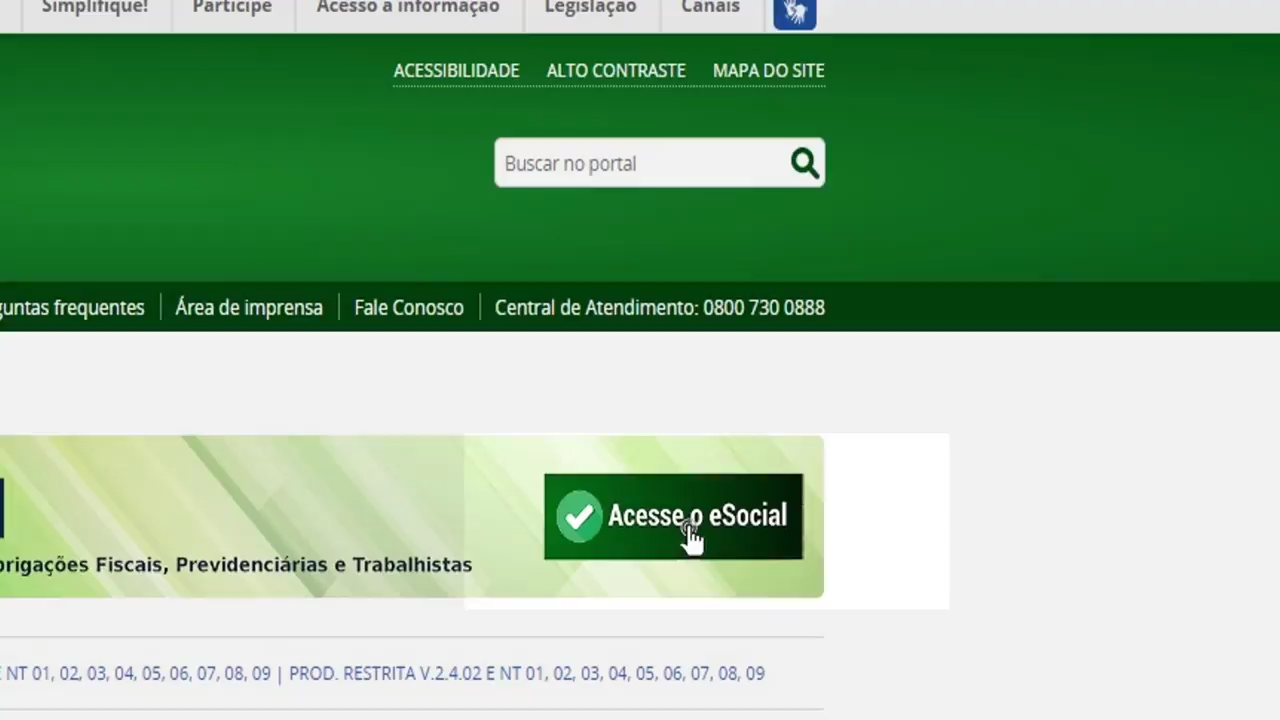 Simplifique! Participe Acesso à informação Legislação Canais
ACESSIBILIDADE ALTO CONTRASTE MAPA DO SITE
Buscar no portal
guntas frequentes Área de imprensa Fale Conosco Central de Atendimento: 0800 730 0888
Acesse o eSocial
brigações Fiscais, Previdenciárias e Trabalhistas
E NT 01, 02, 03, 04, 05, 06, 07, 08, 09 | PROD. RESTRITA V.2.4.02 E NT 01, 02, 03, 04, 05, 06, 07, 08, 09